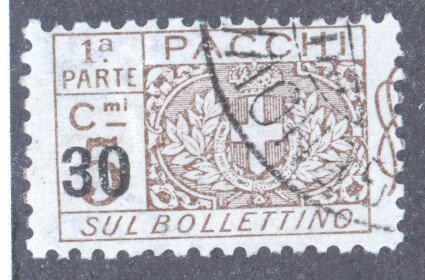 1ª PACCHI
PARTE
Cmi
30
SUL BOLLETTINO